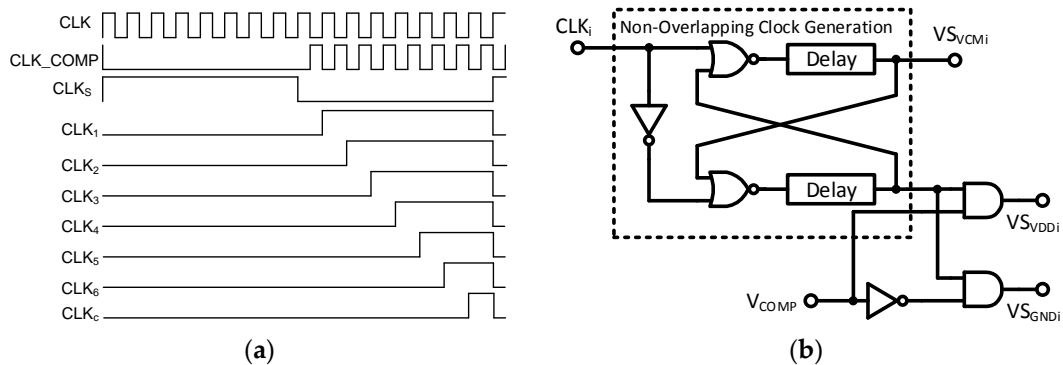 CLK
CLK_COMP
CLKS
CLK1
CLK2
CLK3
CLK4
CLK5
CLK6
CLKc
(a)
CLKi
Non-Overlapping Clock Generation
Delay
VSVCMi
Delay
VSVDDi
VCOMP
VSGNDi
(b)